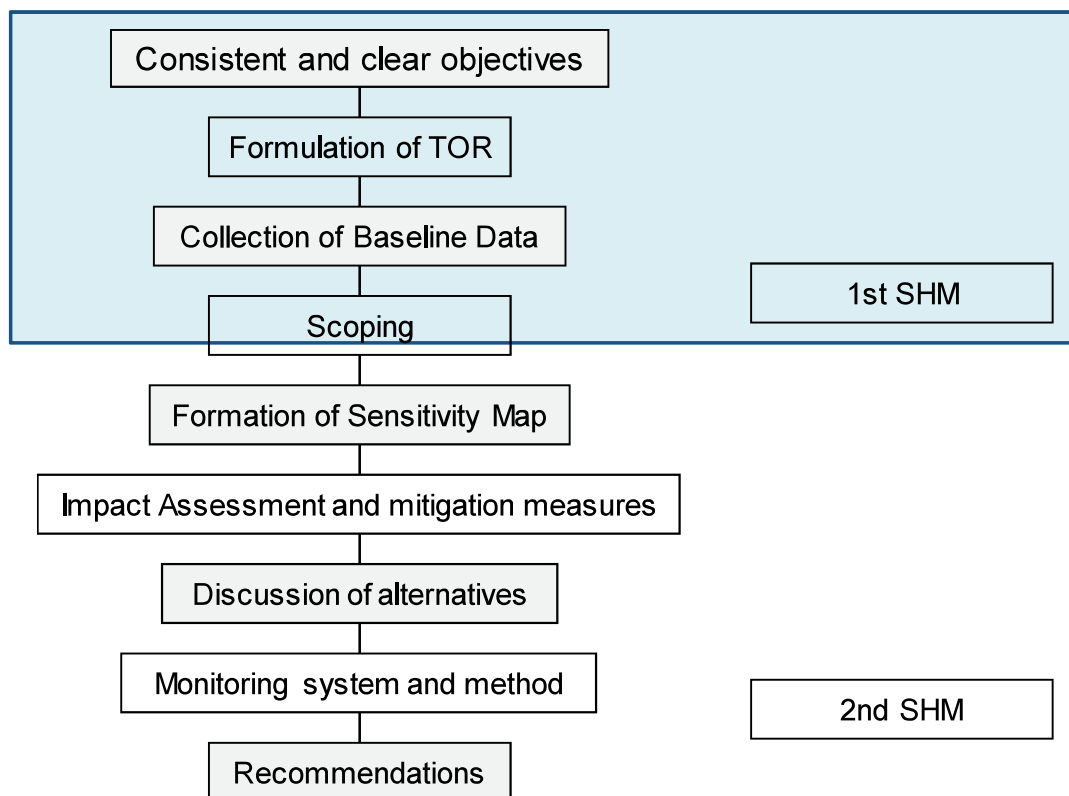 Consistent and clear objectives
Formulation of TOR
Collection of Baseline Data
1st SHM
Scoping
Formation of Sensitivity Map
Impact Assessment and mitigation measures
Discussion of alternatives
Monitoring system and method
2nd SHM
Recommendations